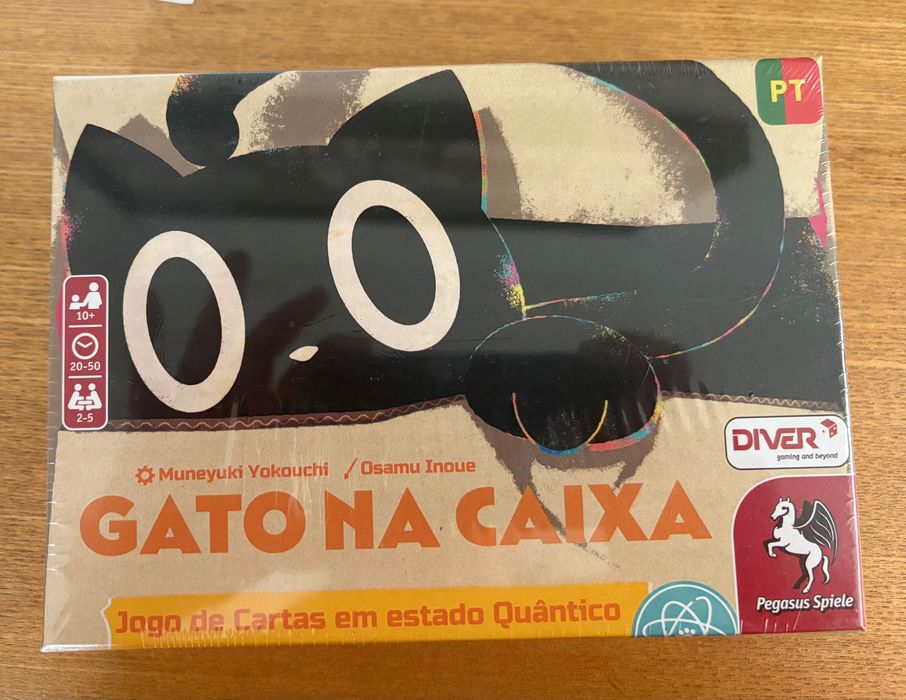 PT
10+
20-50
2-5
DIVER
gaming and beyond
Muneyuki Yokouchi Osamu Inoue
GATO NA CAIXA
Pegasus Spiele
Jogo de Cartas em estado Quântico